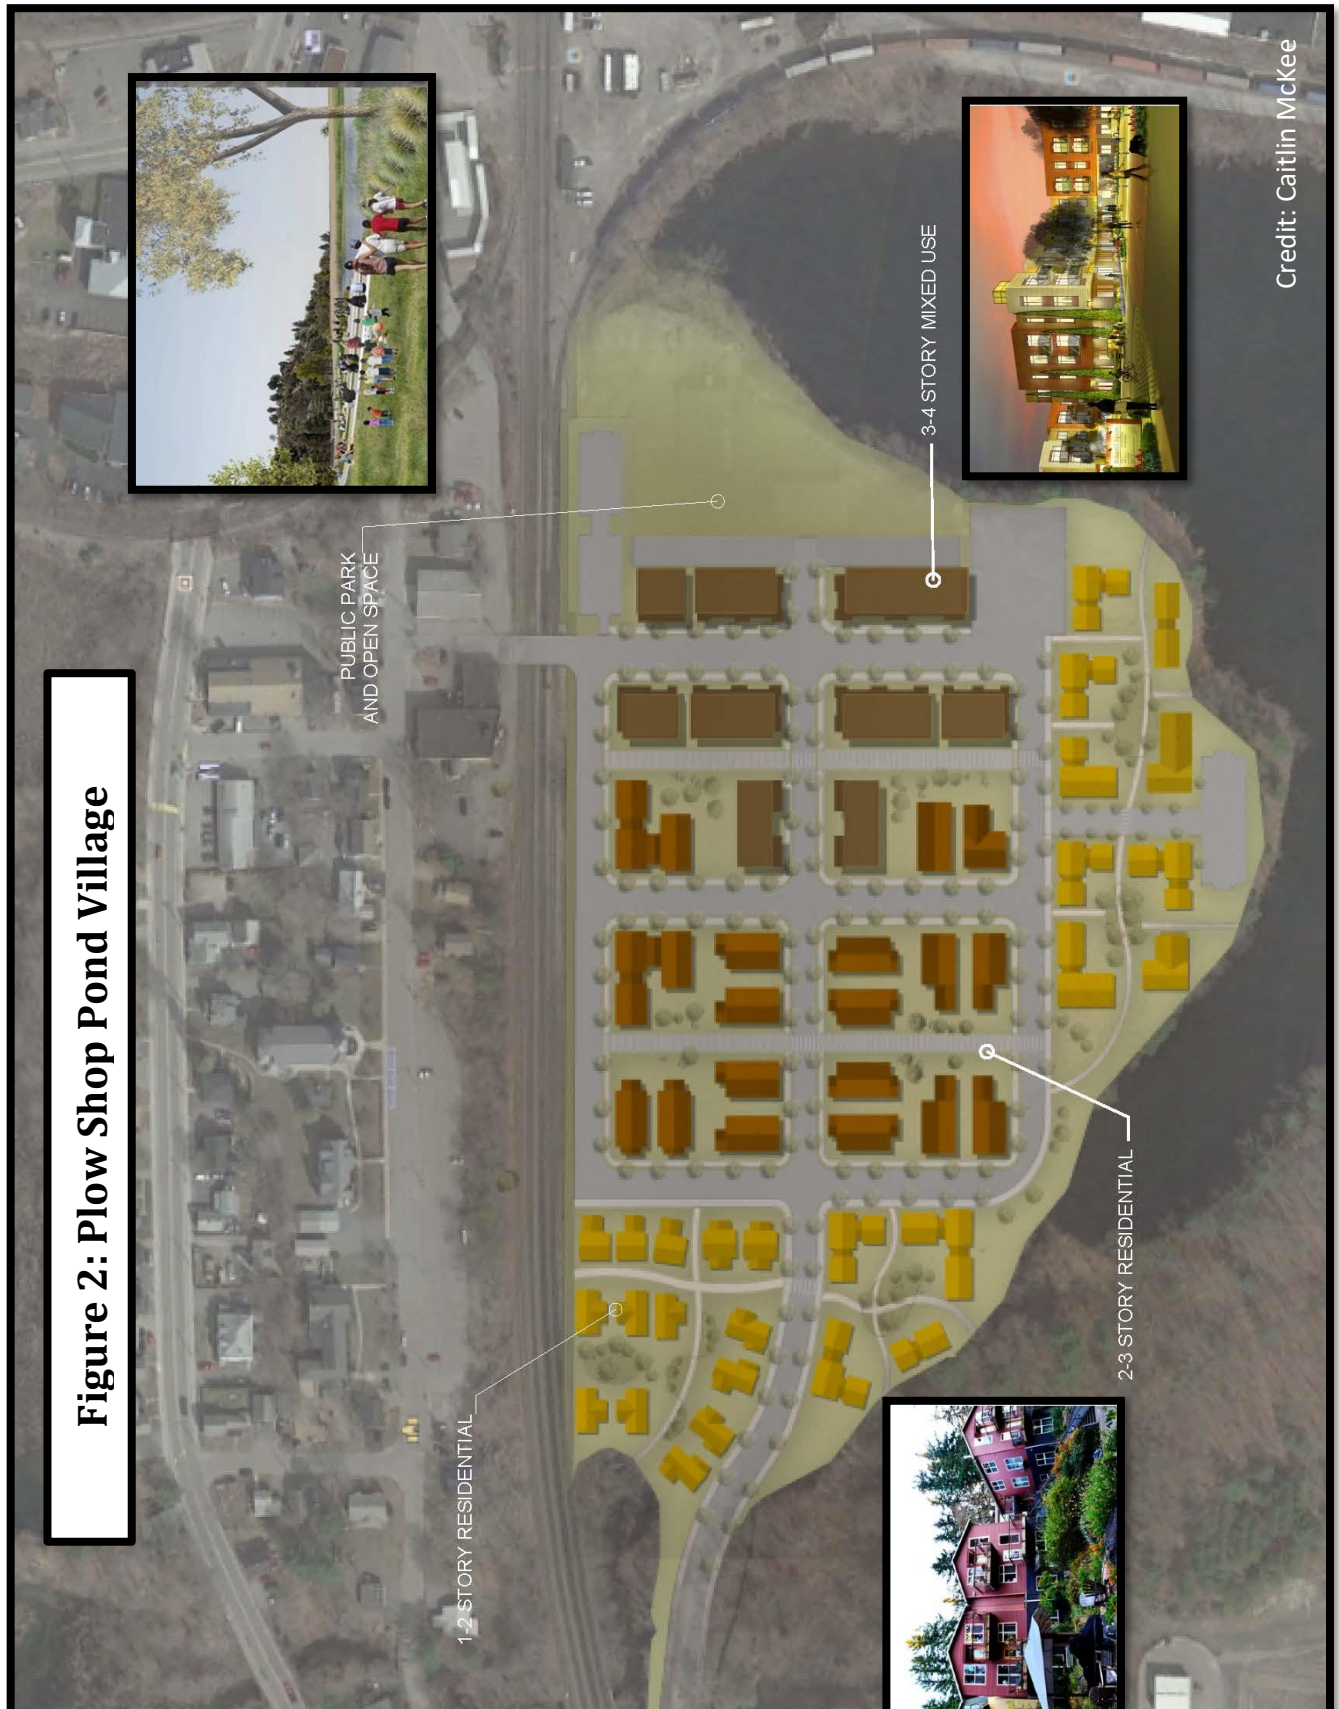 Figure 2: Plow Shop Pond Village
PUBLIC PARK
AND OPEN SPACE
1-2 STORY RESIDENTIAL
3-4 STORY MIXED USE
2-3 STORY RESIDENTIAL
Credit: Caitlin McKee